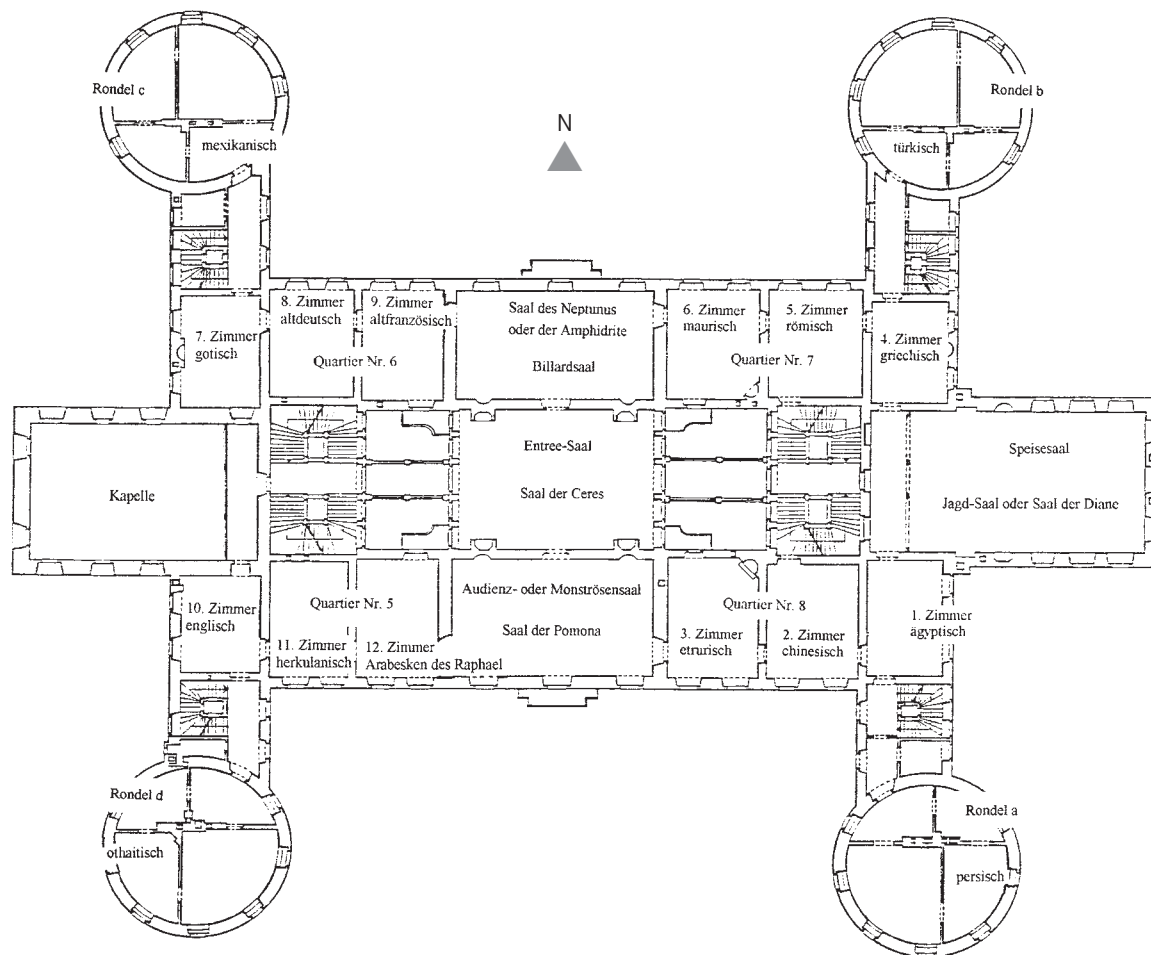 Rondel c
mexikanisch
N
Rondel b
türkisch
8. Zimmer
altdeutsch
9. Zimmer
altfranzösisch
Quartier Nr. 6
7. Zimmer
gotisch
Saal des Neptunus
oder der Amphidrite
Billardsaal
6. Zimmer
maurisch
5. Zimmer
römisch
Quartier Nr. 7
4. Zimmer
griechisch
Kapelle
Entree-Saal
Saal der Ceres
Speisesaal
Jagd-Saal oder Saal der Diane
10. Zimmer
englisch
Quartier Nr. 5
11. Zimmer
herkulanisch
12. Zimmer
Arabesken des Raphael
Audienz- oder Monströsensaal
Saal der Pomona
Quartier Nr. 8
3. Zimmer
etrurisch
2. Zimmer
chinesisch
1. Zimmer
ägyptisch
Rondel d
othaitisch
Rondel a
persisch